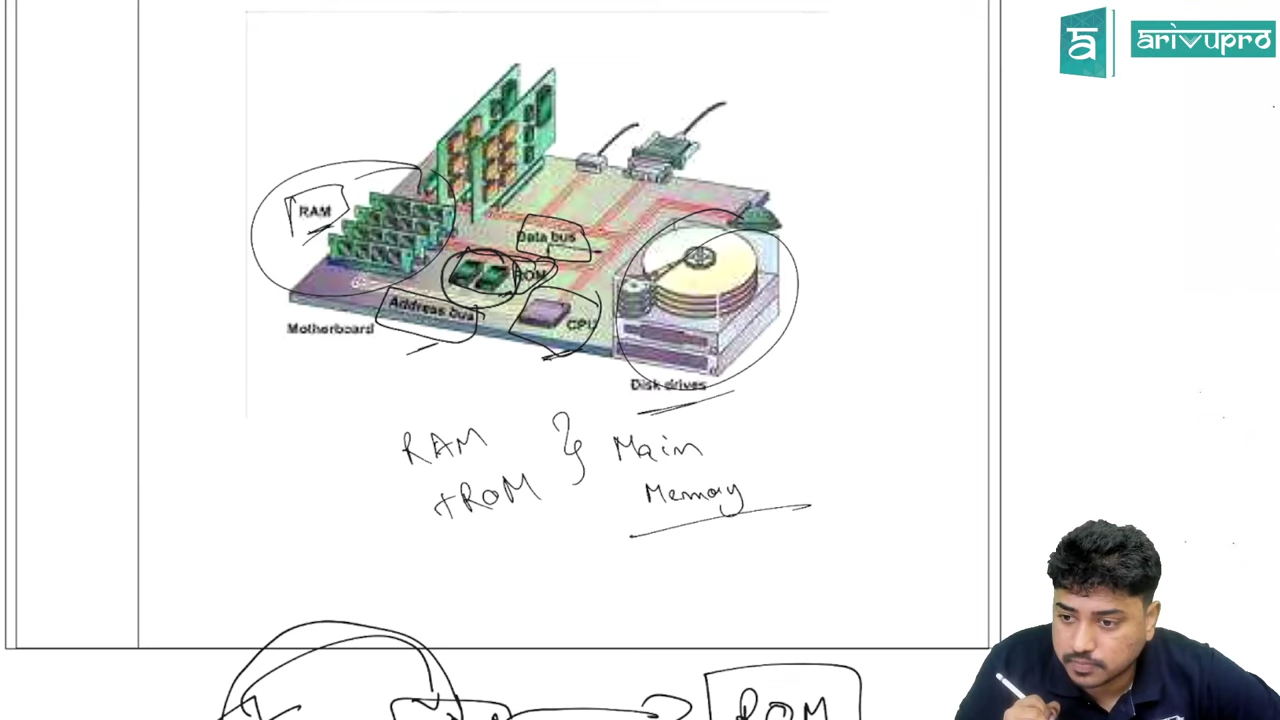 ā arivupro
RAM
Data bus
ROM
Address bus
CPU
Motherboard
Disk drives
RAM
+ROM
Main
Memory
ROM